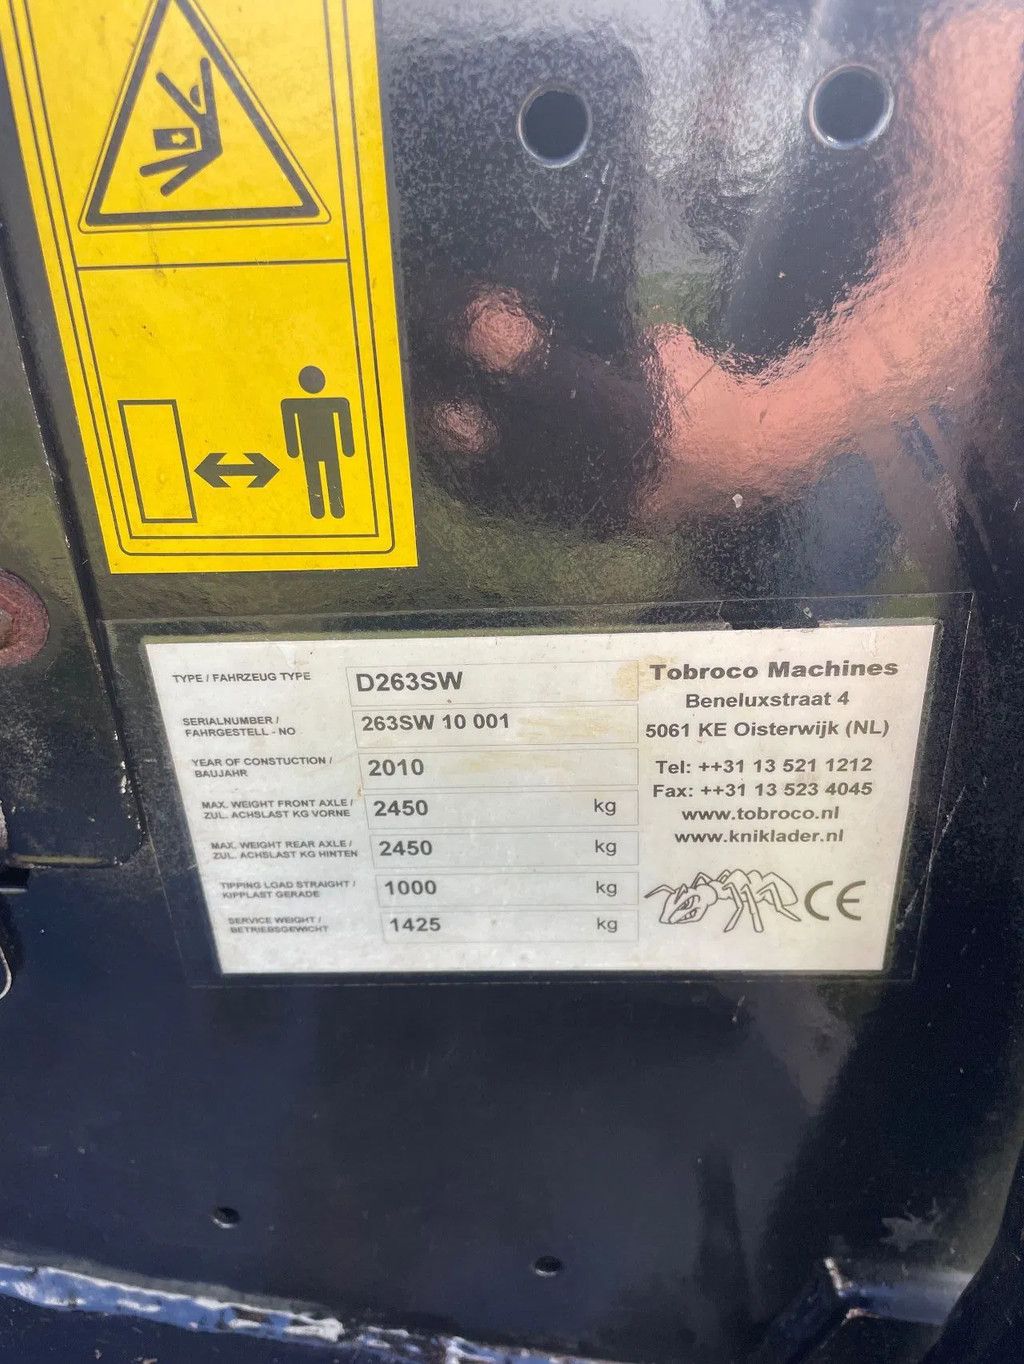 TYPE / FAHRZEUG TYPE D263SW
SERIALNUMBER /
FAHRGESTELL - NO 263SW 10 001
YEAR OF CONSTUCTION /
BAUJAHR 2010
MAX. WEIGHT FRONT AXLE /
ZUL. ACHSLAST KG VORNE 2450 kg
MAX. WEIGHT REAR AXLE /
ZUL. ACHSLAST KG HINTEN 2450 kg
TIPPING LOAD STRAIGHT /
KIPPLAST GERADE 1000 kg
SERVICE WEIGHT /
BETRIEBSGEWICHT 1425 kg
Tobroco Machines
Beneluxstraat 4
5061 KE Oisterwijk (NL)
Tel: ++31 13 521 1212
Fax: ++31 13 523 4045
www.tobroco.nl
www.kniklader.nl
CE